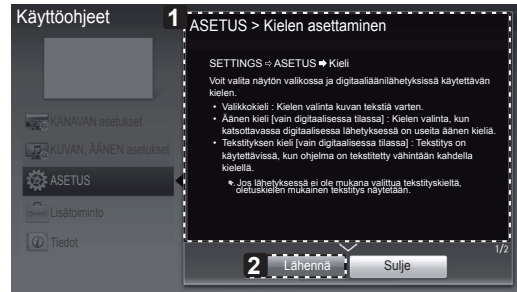 Käyttöohjeet
1
ASETUS > Kielen asettaminen
SETTINGS ⇨ ASETUS ➡ Kieli
Voit valita näytön valikossa ja digitaaliäänilähetyksissä käytettävän
kielen.
• Valikkokieli : Kielen valinta kuvan tekstiä varten.
• Äänen kieli [vain digitaalisessa tilassa] : Kielen valinta, kun
katsottavassa digitaalisessa lähetyksessä on useita äänen kieliä.
• Tekstityksen kieli [vain digitaalisessa tilassa] : Tekstitys on
käytettävissä, kun ohjelma on tekstitetty vähintään kahdella
kielellä.
Jos lähetyksessä ei ole mukana valittua tekstityskieltä,
oletuskielen mukainen tekstitys näytetään.
KANAVAN asetukset
KUVAN, ÄÄNEN asetukset
ASETUS
Lisätoiminto
Tiedot
1/2
2
Lähennä
Sulje